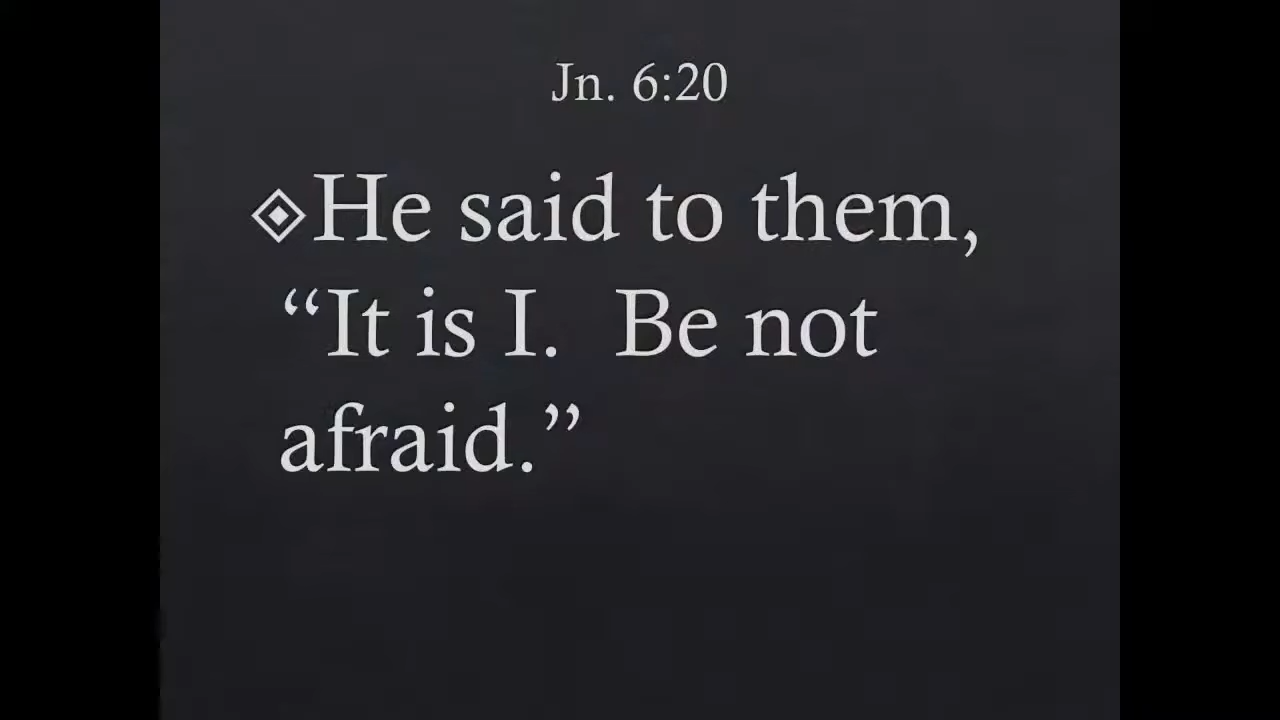 Jn. 6:20
He said to them,
“It is I.  Be not
afraid.”